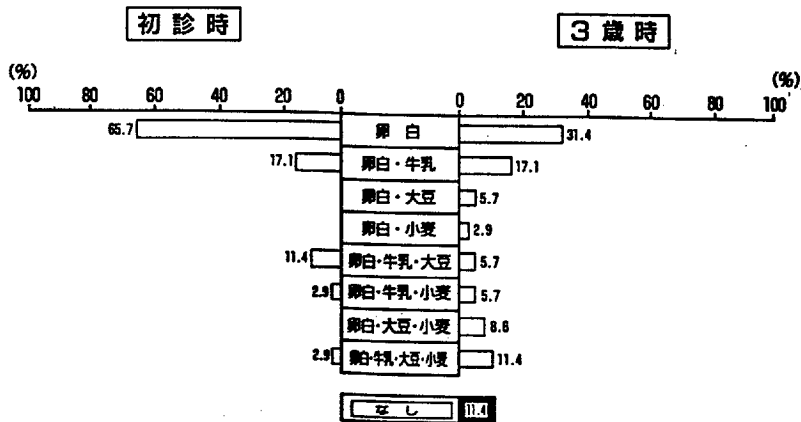 初診時 3歳時
(%) (%)
100 80 60 40 20 0 0 20 40 60 80 100
65.7 卵白 31.4
17.1 卵白・牛乳 17.1
卵白・大豆 5.7
卵白・小麦 2.9
11.4 卵白・牛乳・大豆 5.7
2.9 卵白・牛乳・小麦 5.7
卵白・大豆・小麦 8.6
2.9 卵白・牛乳・大豆・小麦 11.4
なし 11.4